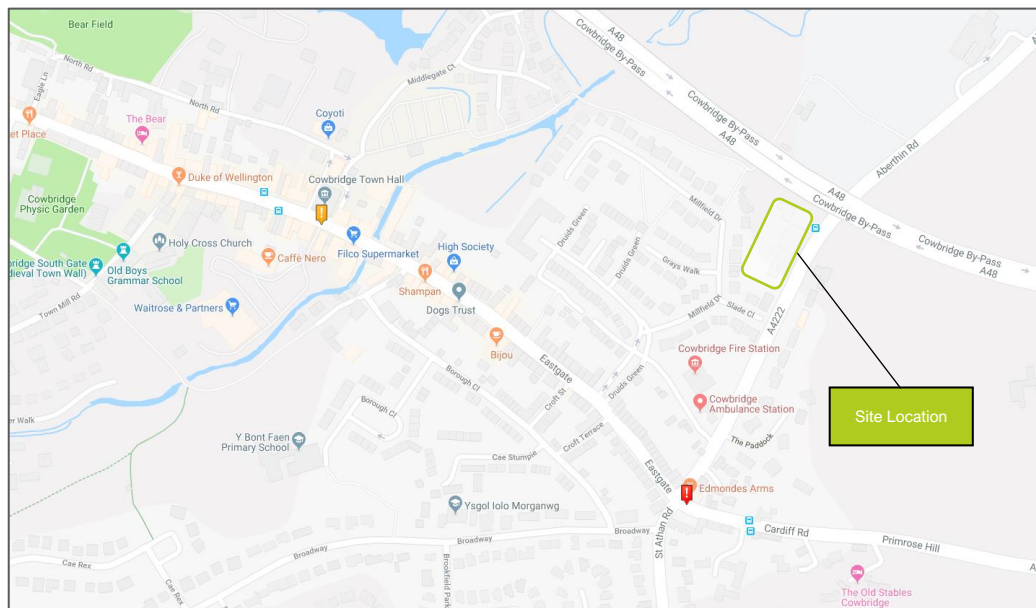 Bear Field
North Rd
Eagle Ln
North Rd
Middlegate Ct
Coyoti
The Bear
et Place
Duke of Wellington
Cowbridge Town Hall
Cowbridge
Physic Garden
Holy Cross Church
Filco Supermarket
High Society
Caffè Nero
bridge South Gate
dieval Town Wall)
Old Boys
Grammar School
Town Mill Rd
Waitrose & Partners
Shampan
Dogs Trust
Bijou
Eastgate
Borough Cl
Borough Cl
Y Bont Faen
Primary School
er Walk
Cae Stumpie
Croft St
Croft Terrace
Druids Green
Druids Green
Druids Green
Grays Walk
Millfield Dr
Millfield Dr
Slade Cl
A48
Cowbridge By-Pass
A48
Cowbridge By-Pass
Cowbridge By-Pass
A48
A48
Cowbridge By-Pass
Cowbridge By-Pass
A48
Aberthin Rd
A4222
Cowbridge Fire Station
Cowbridge
Ambulance Station
The Paddock
Site Location
Eastgate
Edmondes Arms
Ysgol Iolo Morganwg
Broadway
Broadway
Broadway
St Athan Rd
Cardiff Rd
Primrose Hill
A
Cae Rex
Cae Rex
Brookfield Park
The Old Stables
Cowbridge